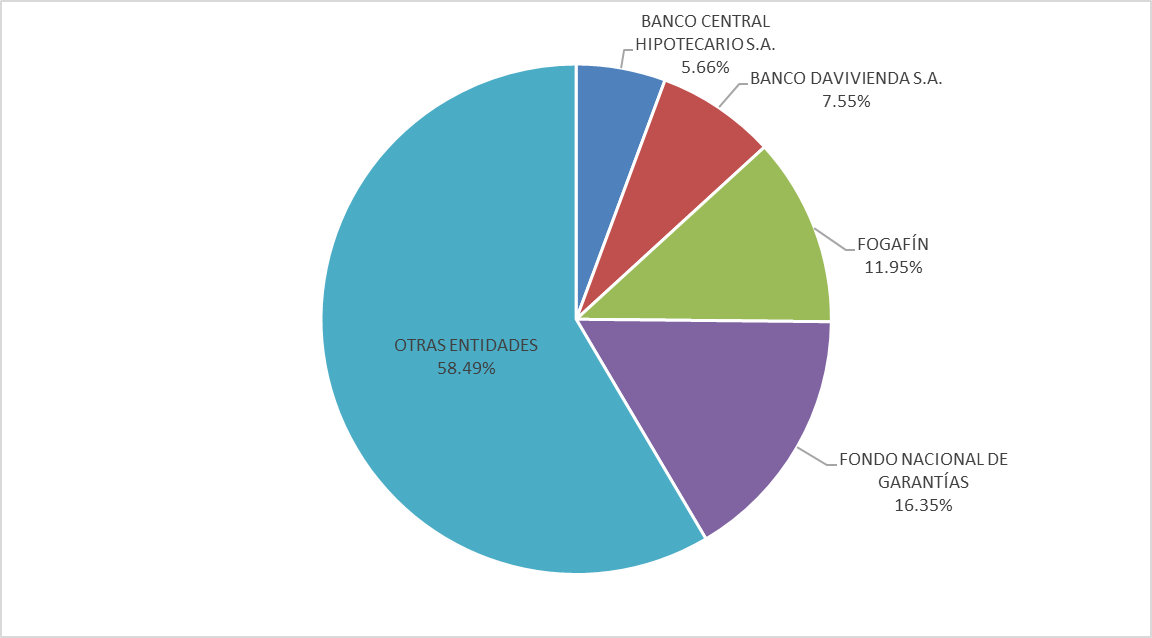 BANCO CENTRAL
HIPOTECARIO S.A.
5.66%
BANCO DAVIVIENDA S.A.
7.55%
FOGAFÍN
11.95%
FONDO NACIONAL DE
GARANTÍAS
16.35%
OTRAS ENTIDADES
58.49%